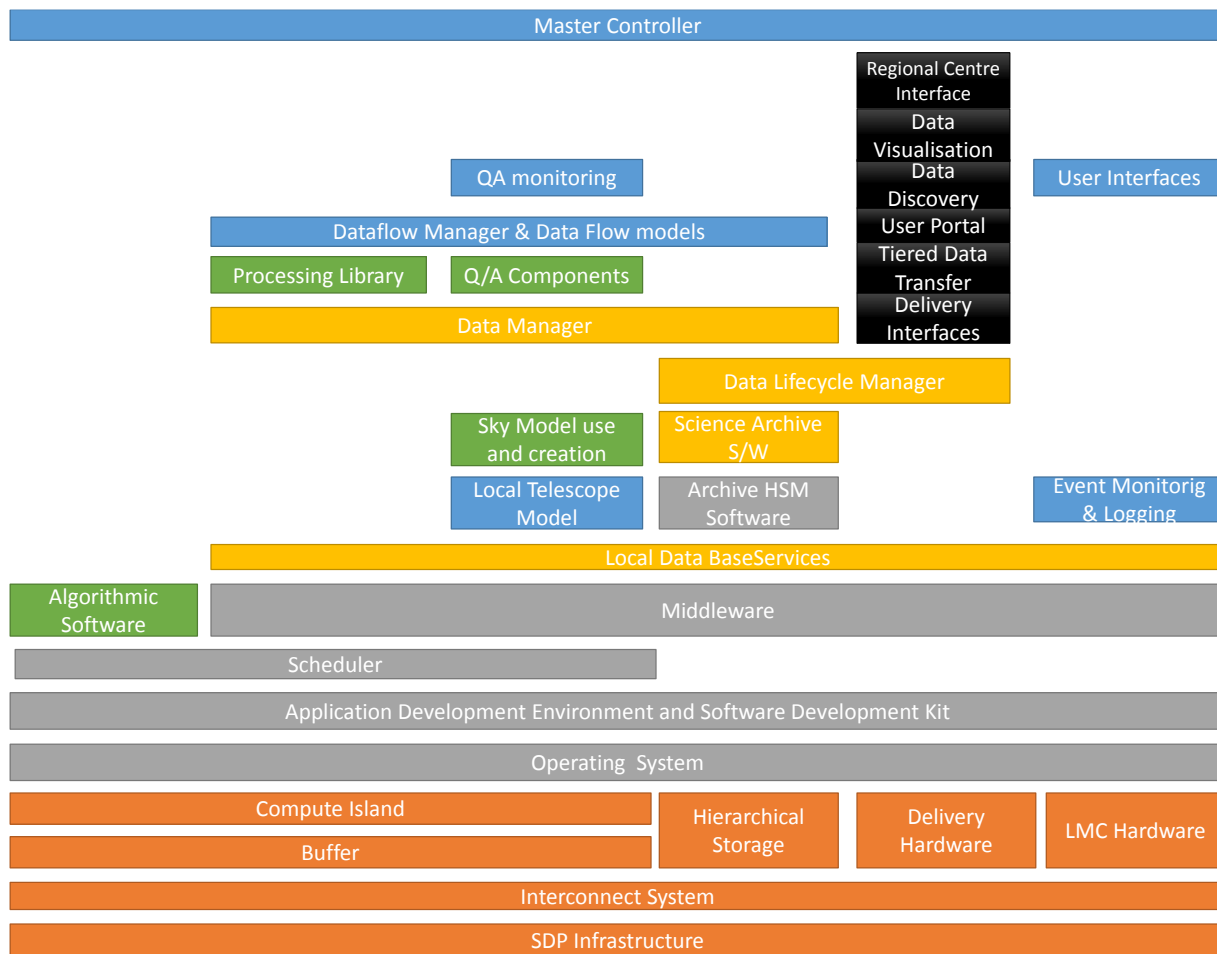 Master Controller
Regional Centre
Interface
Data
Visualisation
QA monitoring
Data
Discovery
User Interfaces
Dataflow Manager & Data Flow models
User Portal
Processing Library
Q/A Components
Tiered Data
Transfer
Data Manager
Delivery
Interfaces
Data Lifecycle Manager
Sky Model use
and creation
Science Archive
S/W
Local Telescope
Model
Archive HSM
Software
Event Monitorig
& Logging
Local Data BaseServices
Algorithmic
Software
Middleware
Scheduler
Application Development Environment and Software Development Kit
Operating System
Compute Island
Buffer
Hierarchical
Storage
Delivery
Hardware
LMC Hardware
Interconnect System
SDP Infrastructure